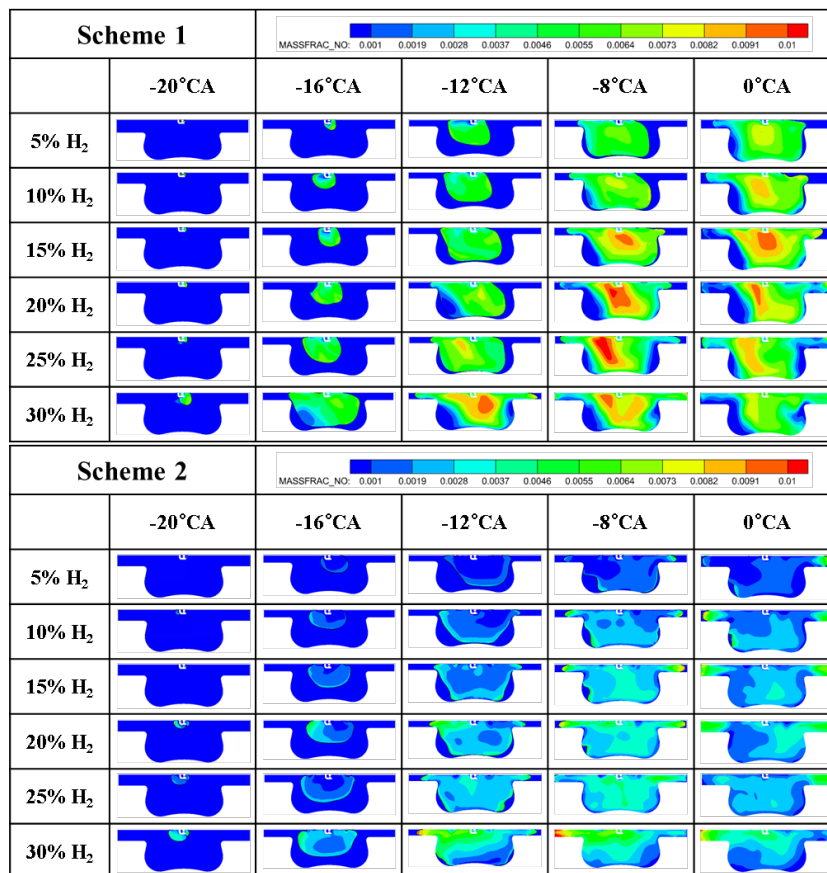 Scheme 1
MASSFRAC_NO: 0.001 0.0019 0.0028 0.0037 0.0046 0.0055 0.0064 0.0073 0.0082 0.0091 0.01
-20°CA -16°CA -12°CA -8°CA 0°CA
5% H₂
10% H₂
15% H₂
20% H₂
25% H₂
30% H₂
Scheme 2
MASSFRAC_NO: 0.001 0.0019 0.0028 0.0037 0.0046 0.0055 0.0064 0.0073 0.0082 0.0091 0.01
-20°CA -16°CA -12°CA -8°CA 0°CA
5% H₂
10% H₂
15% H₂
20% H₂
25% H₂
30% H₂